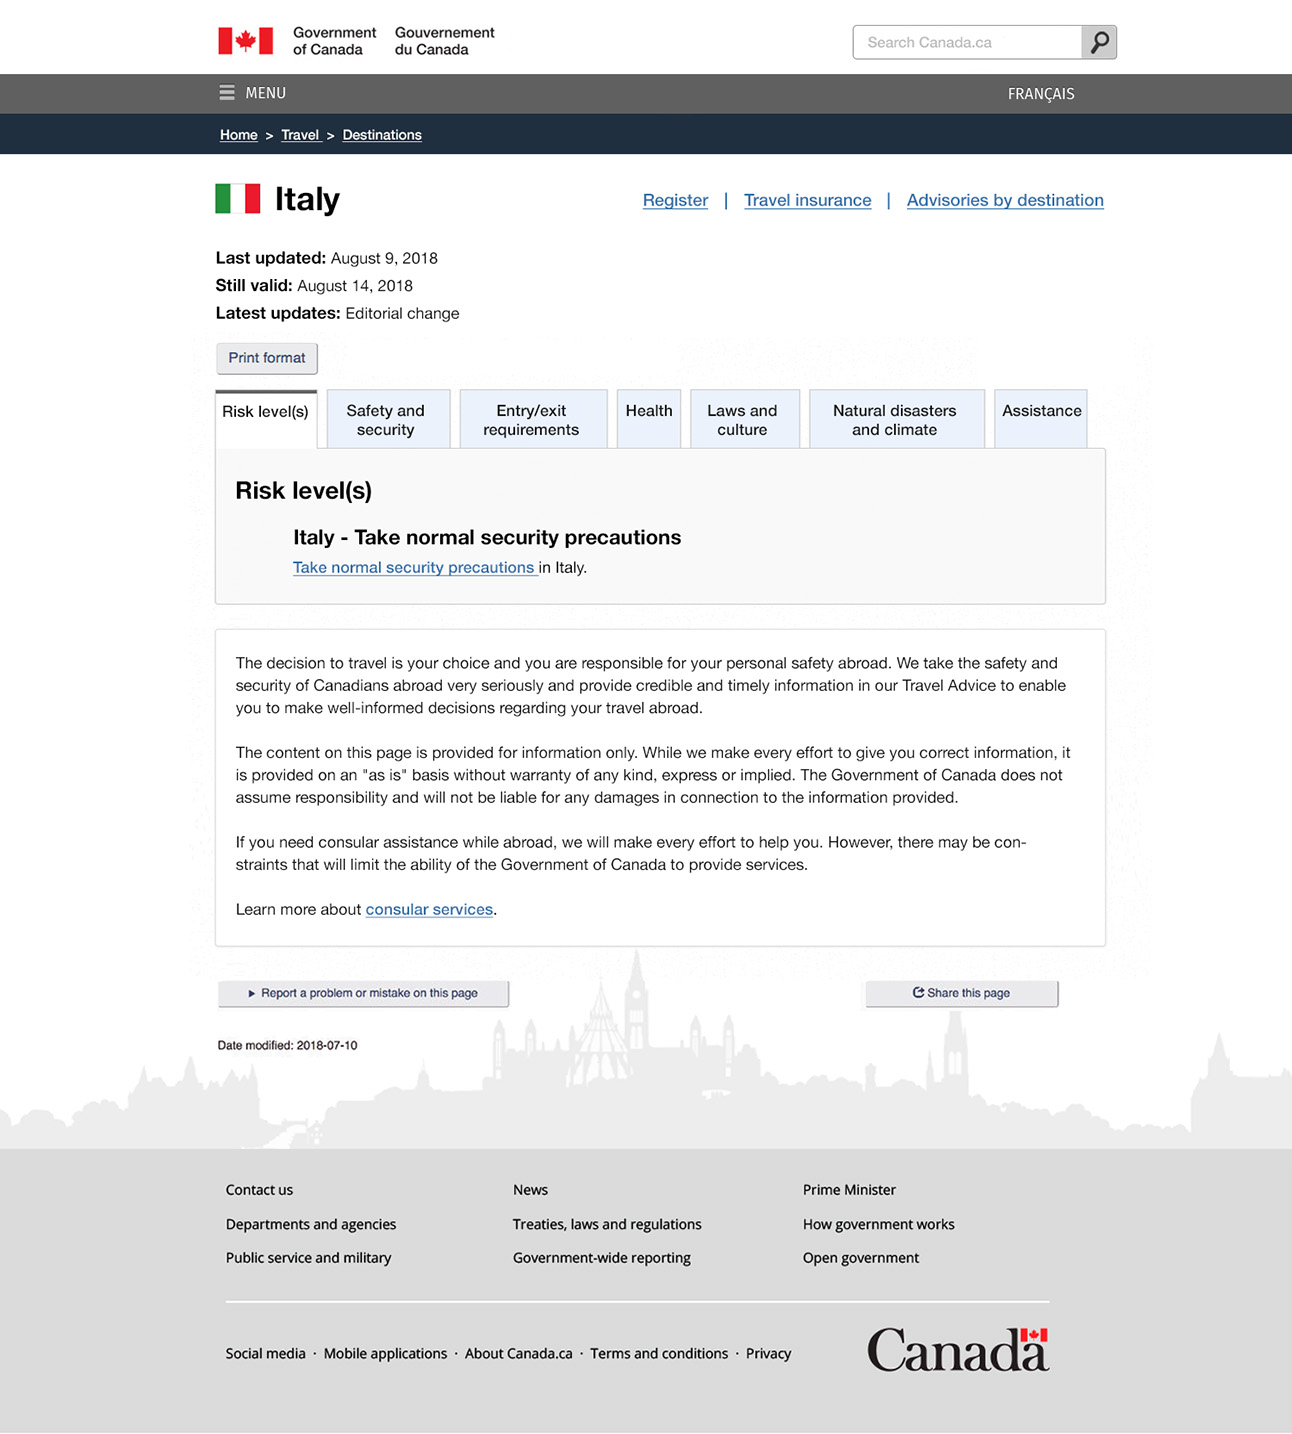 Government of Canada
Gouvernement du Canada
Search Canada.ca
MENU
FRANÇAIS
Home > Travel > Destinations
Italy
Register | Travel insurance | Advisories by destination
Last updated: August 9, 2018
Still valid: August 14, 2018
Latest updates: Editorial change
Print format
Risk level(s)
Safety and security
Entry/exit requirements
Health
Laws and culture
Natural disasters and climate
Assistance
Risk level(s)
Italy - Take normal security precautions
Take normal security precautions in Italy.
The decision to travel is your choice and you are responsible for your personal safety abroad. We take the safety and
security of Canadians abroad very seriously and provide credible and timely information in our Travel Advice to enable
you to make well-informed decisions regarding your travel abroad.
The content on this page is provided for information only. While we make every effort to give you correct information, it
is provided on an "as is" basis without warranty of any kind, express or implied. The Government of Canada does not
assume responsibility and will not be liable for any damages in connection to the information provided.
If you need consular assistance while abroad, we will make every effort to help you. However, there may be con-
straints that will limit the ability of the Government of Canada to provide services.
Learn more about consular services.
Report a problem or mistake on this page
Share this page
Date modified: 2018-07-10
Contact us
News
Prime Minister
Departments and agencies
Treaties, laws and regulations
How government works
Public service and military
Government-wide reporting
Open government
Social media · Mobile applications · About Canada.ca · Terms and conditions · Privacy
Canada